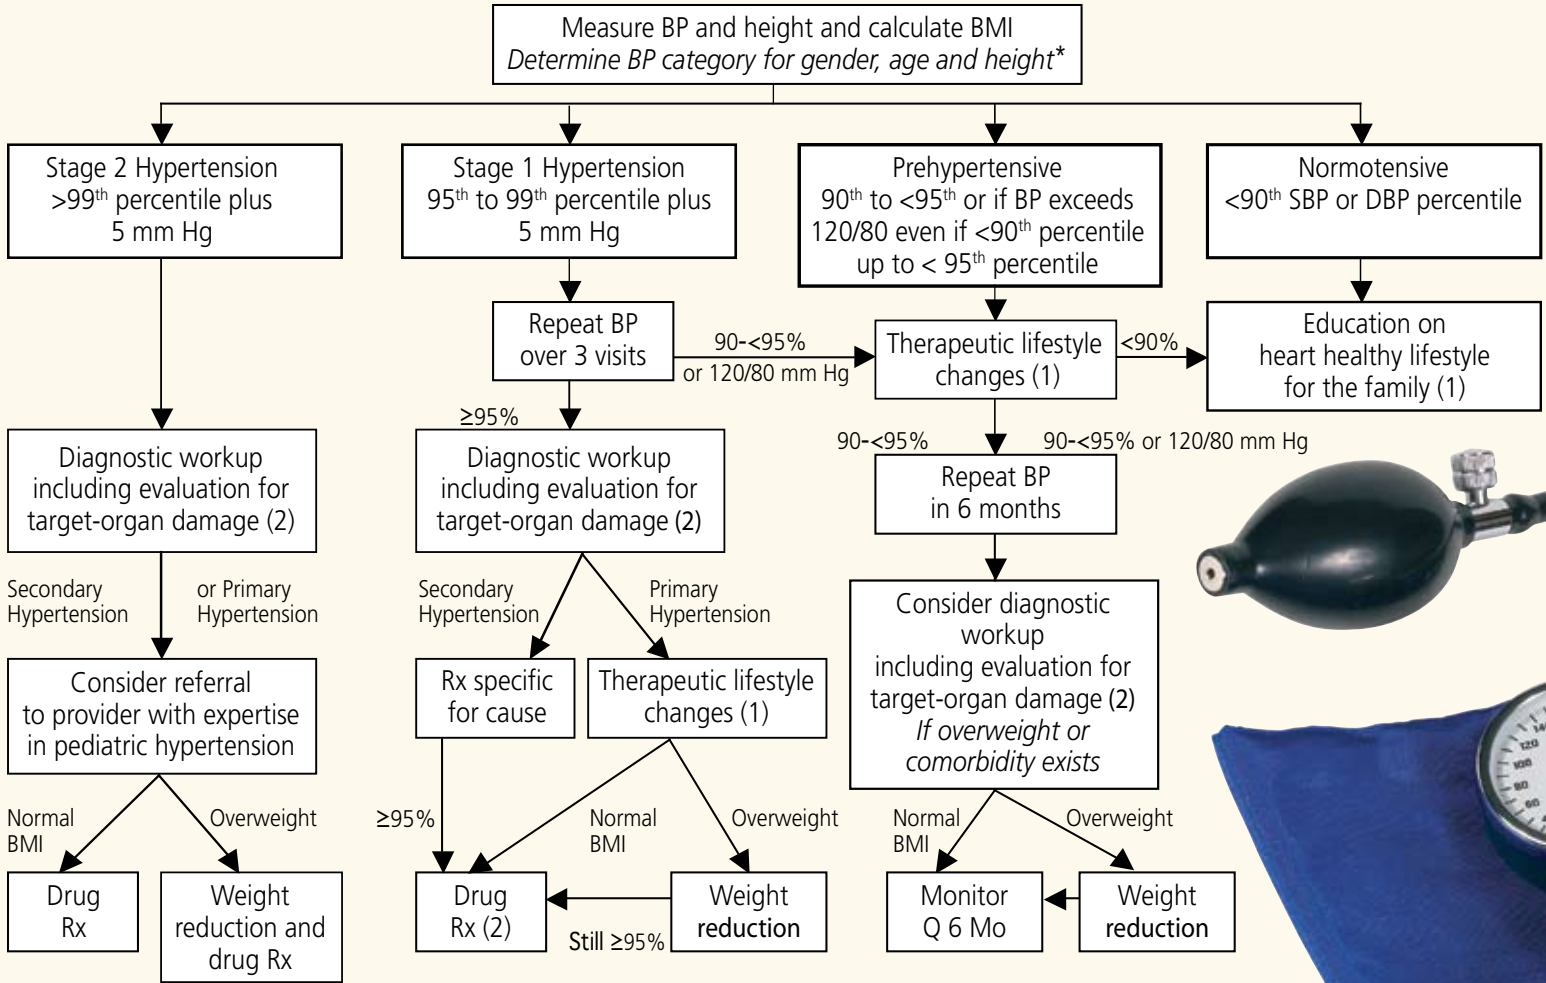 Measure BP and height and calculate BMI
Determine BP category for gender, age and height*
Stage 2 Hypertension
>99th percentile plus
5 mm Hg
Stage 1 Hypertension
95th to 99th percentile plus
5 mm Hg
Prehypertensive
90th to <95th or if BP exceeds
120/80 even if <90th percentile
up to < 95th percentile
Normotensive
<90th SBP or DBP percentile
Repeat BP
over 3 visits
90-<95%
or 120/80 mm Hg
Therapeutic lifestyle
changes (1)
<90%
Education on
heart healthy lifestyle
for the family (1)
≥95%
90-<95%
90-<95% or 120/80 mm Hg
Diagnostic workup
including evaluation for
target-organ damage (2)
Diagnostic workup
including evaluation for
target-organ damage (2)
Repeat BP
in 6 months
Secondary
Hypertension
or Primary
Hypertension
Secondary
Hypertension
Primary
Hypertension
Consider diagnostic
workup
including evaluation for
target-organ damage (2)
If overweight or
comorbidity exists
Consider referral
to provider with expertise
in pediatric hypertension
Rx specific
for cause
Therapeutic lifestyle
changes (1)
Normal
BMI
Overweight
≥95%
Normal
BMI
Overweight
Normal
BMI
Overweight
Drug
Rx
Weight
reduction and
drug Rx
Drug
Rx (2)
Still ≥95%
Weight
reduction
Monitor
Q 6 Mo
Weight
reduction
120
100
80
60